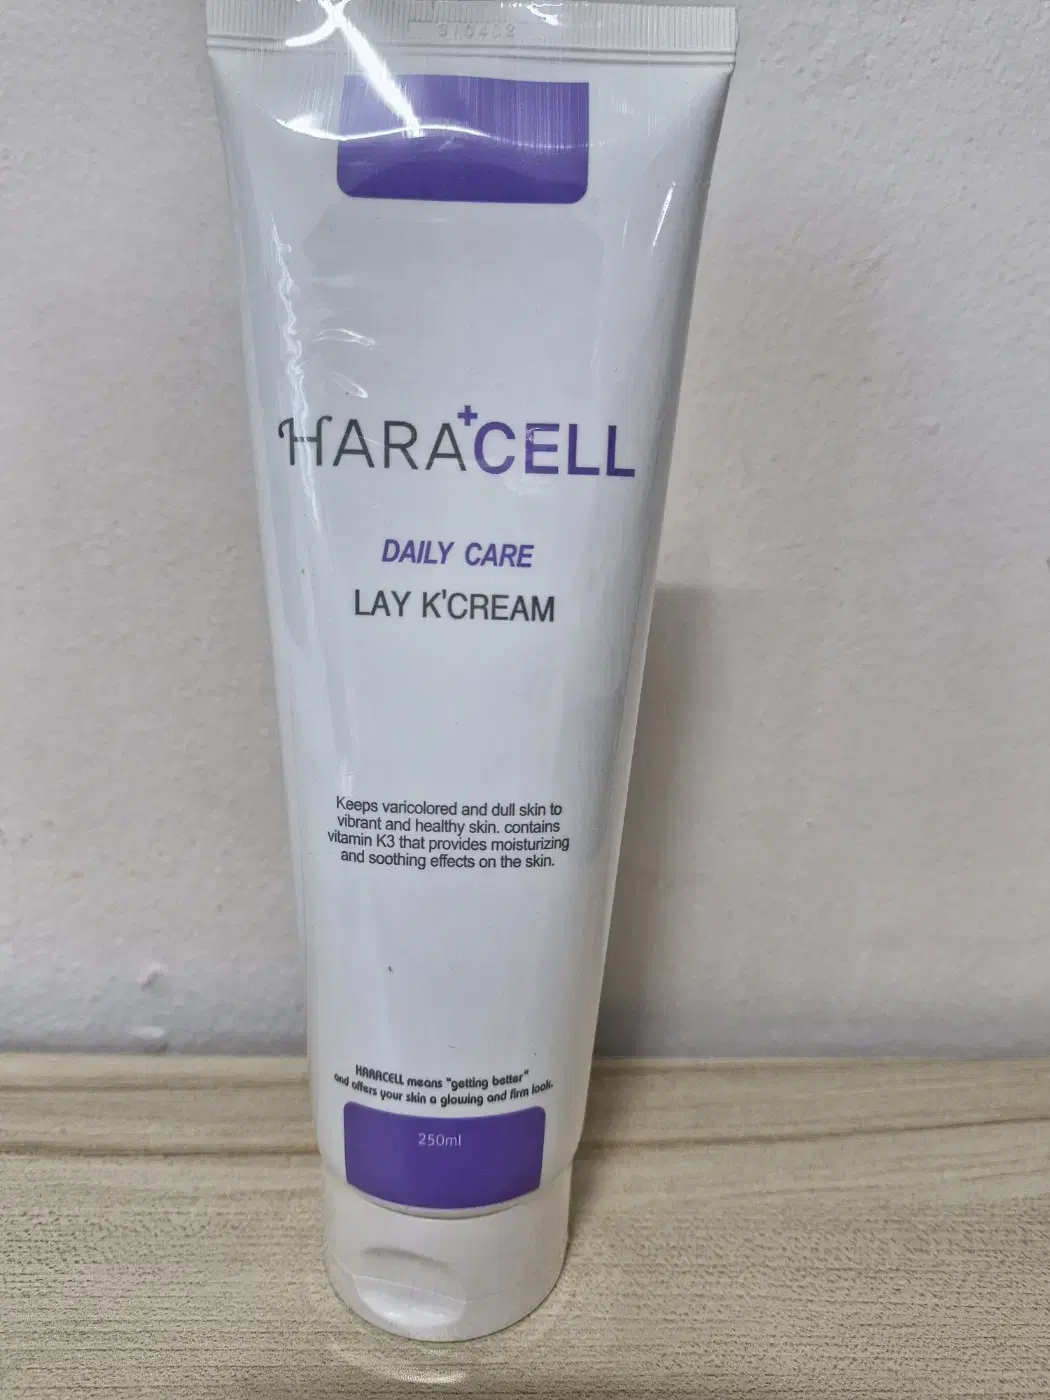 HARA+CELL
DAILY CARE
LAY K'CREAM
Keeps varicolored and dull skin to
vibrant and healthy skin. contains
vitamin K3 that provides moisturizing
and soothing effects on the skin.
HARACELL means "getting better"
and offers your skin a glowing and firm look.
250ml